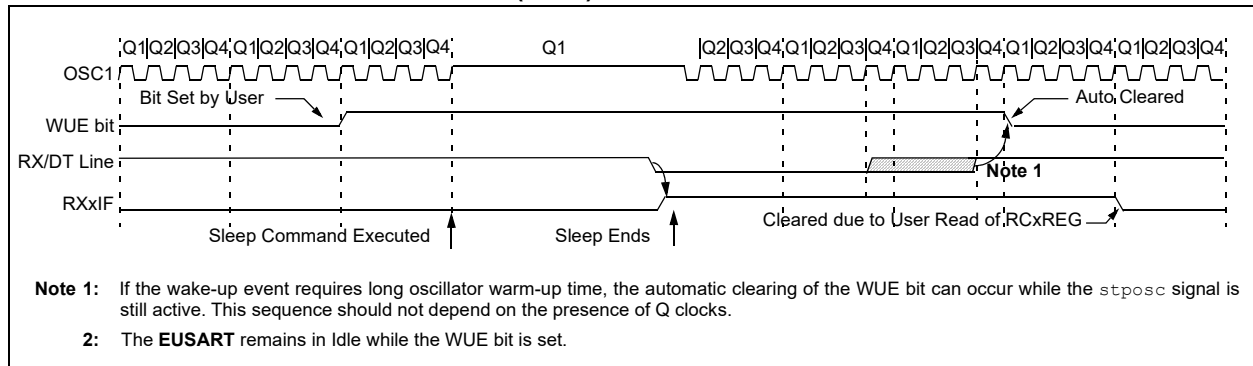 Q1|Q2|Q3|Q4|Q1|Q2|Q3|Q4|Q1|Q2|Q3|Q4 Q1 |Q2|Q3|Q4|Q1|Q2|Q3|Q4|Q1|Q2|Q3|Q4|Q1|Q2|Q3|Q4|Q1|Q2|Q3|Q4
OSC1
Bit Set by User
Auto Cleared
WUE bit
RX/DT Line
Note 1
RXxIF
Cleared due to User Read of RCxREG
Sleep Command Executed
Sleep Ends
Note 1: If the wake-up event requires long oscillator warm-up time, the automatic clearing of the WUE bit can occur while the stposc signal is
still active. This sequence should not depend on the presence of Q clocks.
2: The EUSART remains in Idle while the WUE bit is set.